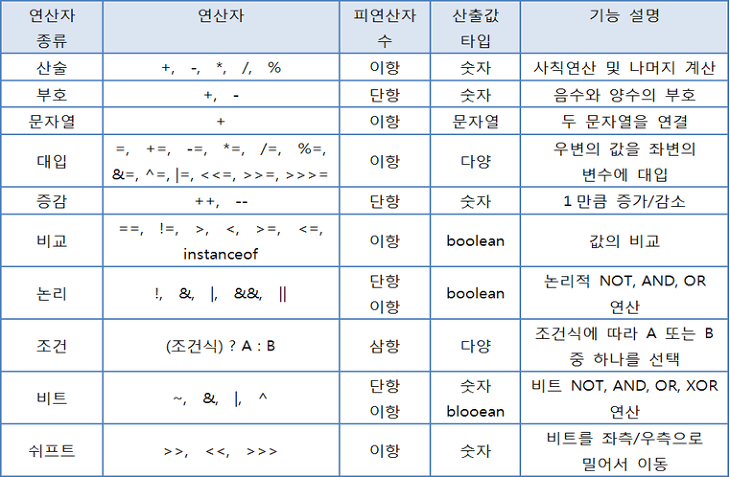 연산자 종류 연산자 피연산자 수 산출값 타입 기능 설명
산술 +, -, *, /, % 이항 숫자 사칙연산 및 나머지 계산
부호 +, - 단항 숫자 음수와 양수의 부호
문자열 + 이항 문자열 두 문자열을 연결
대입 =, +=, -=, *=, /=, %=, &=, ^=, |=, <<=, >>=, >>>= 이항 다양 우변의 값을 좌변의 변수에 대입
증감 ++, -- 단항 숫자 1만큼 증가/감소
비교 ==, !=, >, <, >=, <=, instanceof 이항 boolean 값의 비교
논리 !, &, |, &&, || 단항 이항 boolean 논리적 NOT, AND, OR 연산
조건 (조건식) ? A : B 삼항 다양 조건식에 따라 A 또는 B 중 하나를 선택
비트 ~, &, |, ^ 단항 이항 숫자 blooean 비트 NOT, AND, OR, XOR 연산
쉬프트 >>, <<, >>> 이항 숫자 비트를 좌측/우측으로 밀어서 이동